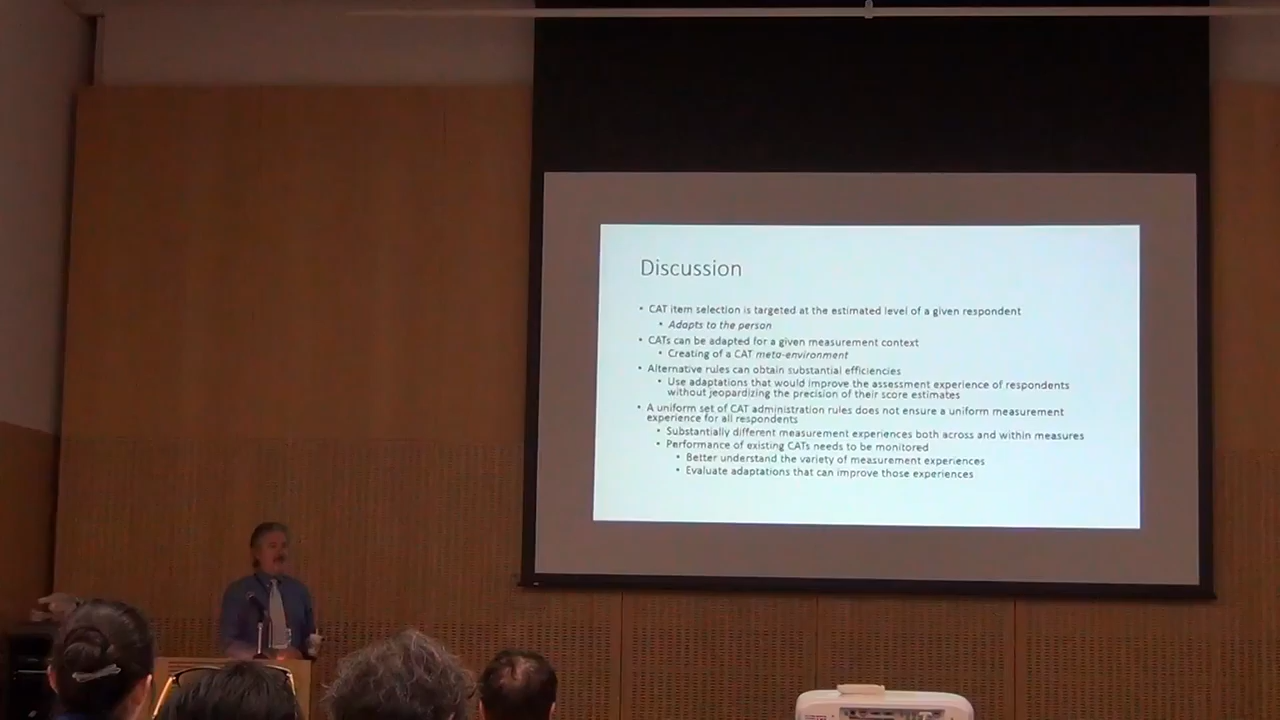 Discussion
• CAT item selection is targeted at the estimated level of a given respondent
• Adapts to the person
• CATs can be adapted for a given measurement context
• Creating of a CAT meta-environment
• Alternative rules can obtain substantial efficiencies
• Use adaptations that would improve the assessment experience of respondents
without jeopardizing the precision of their score estimates
• A uniform set of CAT administration rules does not ensure a uniform measurement
experience for all respondents
• Substantially different measurement experiences both across and within measures
• Performance of existing CATs needs to be monitored
• Better understand the variety of measurement experiences
• Evaluate adaptations that can improve those experiences